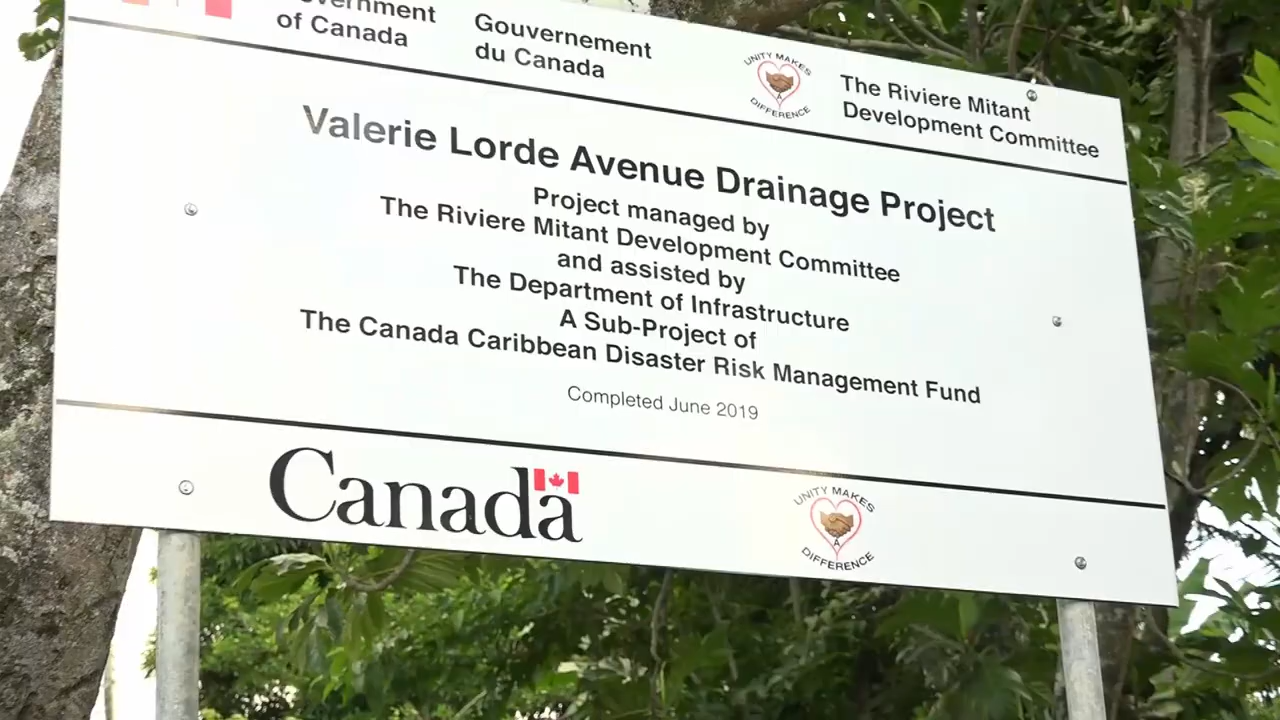 of Canada
Gouvernement
du Canada
UNITY MAKES
A
DIFFERENCE
The Riviere Mitant
Development Committee
Valerie Lorde Avenue Drainage Project
Project managed by
The Riviere Mitant Development Committee
and assisted by
The Department of Infrastructure
A Sub-Project of
The Canada Caribbean Disaster Risk Management Fund
Completed June 2019
Canada
UNITY MAKES
A
DIFFERENCE